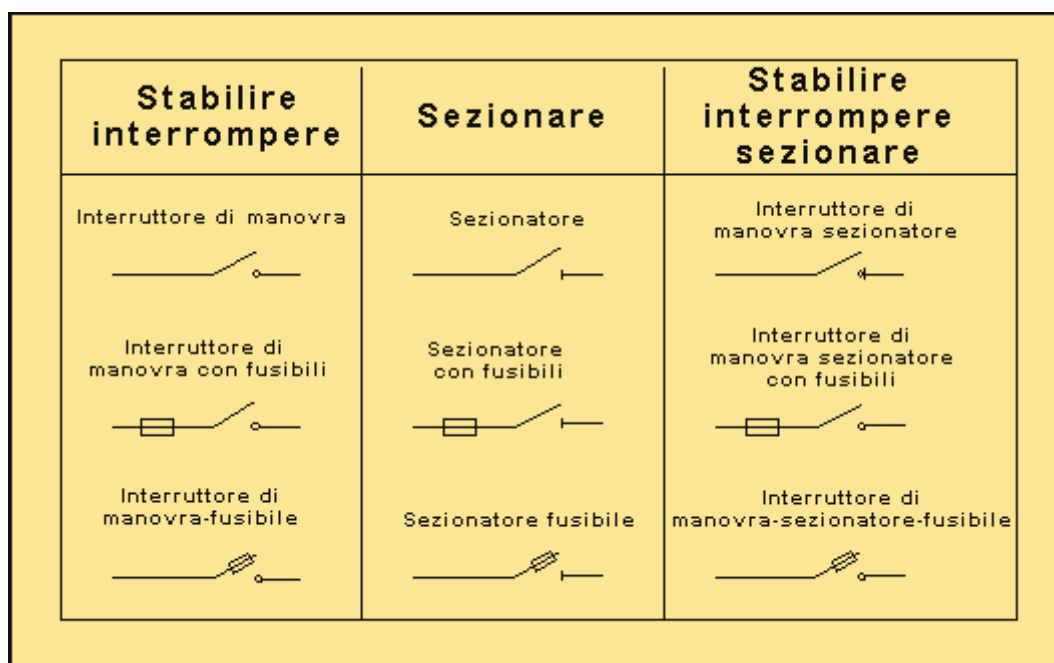 Stabilire
interrompere
Sezionare
Stabilire
interrompere
sezionare
Interruttore di manovra
Sezionatore
Interruttore di
manovra sezionatore
Interruttore di
manovra con fusibili
Sezionatore
con fusibili
Interruttore di
manovra sezionatore
con fusibili
Interruttore di
manovra-fusibile
Sezionatore fusibile
Interruttore di
manovra-sezionatore-fusibile